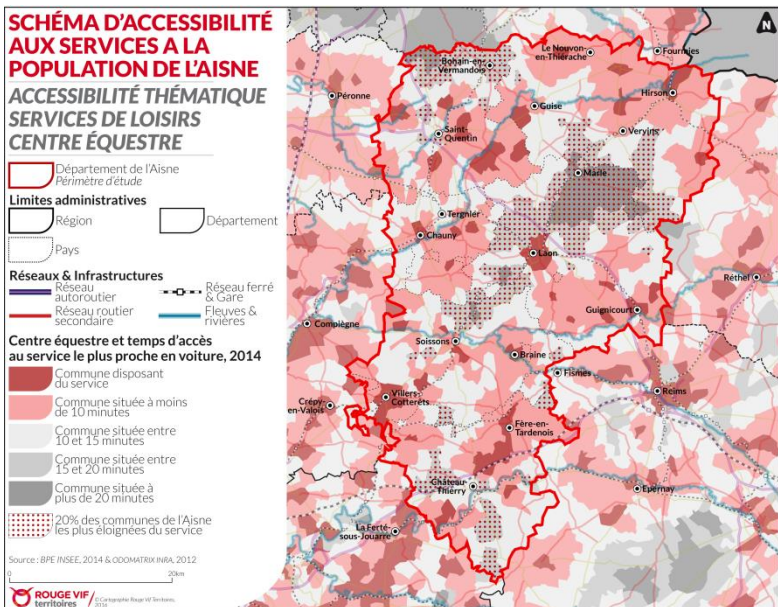 SCHÉMA D'ACCESSIBILITÉ
AUX SERVICES A LA
POPULATION DE L'AISNE
ACCESSIBILITÉ THÉMATIQUE
SERVICES DE LOISIRS
CENTRE ÉQUESTRE
Département de l'Aisne
Périmètre d'étude
Limites administratives
Région
Département
Pays
Réseaux & Infrastructures
Réseau
autoroutier
Réseau ferré
& Gare
Réseau routier
secondaire
Fleuves &
rivières
Centre équestre et temps d'accès
au service le plus proche en voiture, 2014
Commune disposant
du service
Commune située à moins
de 10 minutes
Commune située entre
10 et 15 minutes
Commune située entre
15 et 20 minutes
Commune située à
plus de 20 minutes
20% des communes de l'Aisne
les plus éloignées du service
Source : BPE INSEE, 2014 & ODOMATRIX INRA, 2012
0
20km
ROUGE VIF
territoires
© Cartographie Rouge Vif Territoires,
2016
N
Bohain-en-
Vermandois
Le Nouvion-
en-Thiérache
Fourmies
Péronne
Guise
Hirson
Saint-
Quentin
Vervins
Marle
Tergnier
Chauny
Laon
Réthel
Guignicourt
Compiègne
Soissons
Braine
Fismes
Reims
Crépy-
en-Valois
Villers-
Cotterêts
Fère-en-
Tardenois
Château-
Thierry
Epernay
La Ferté-
sous-Jouarre